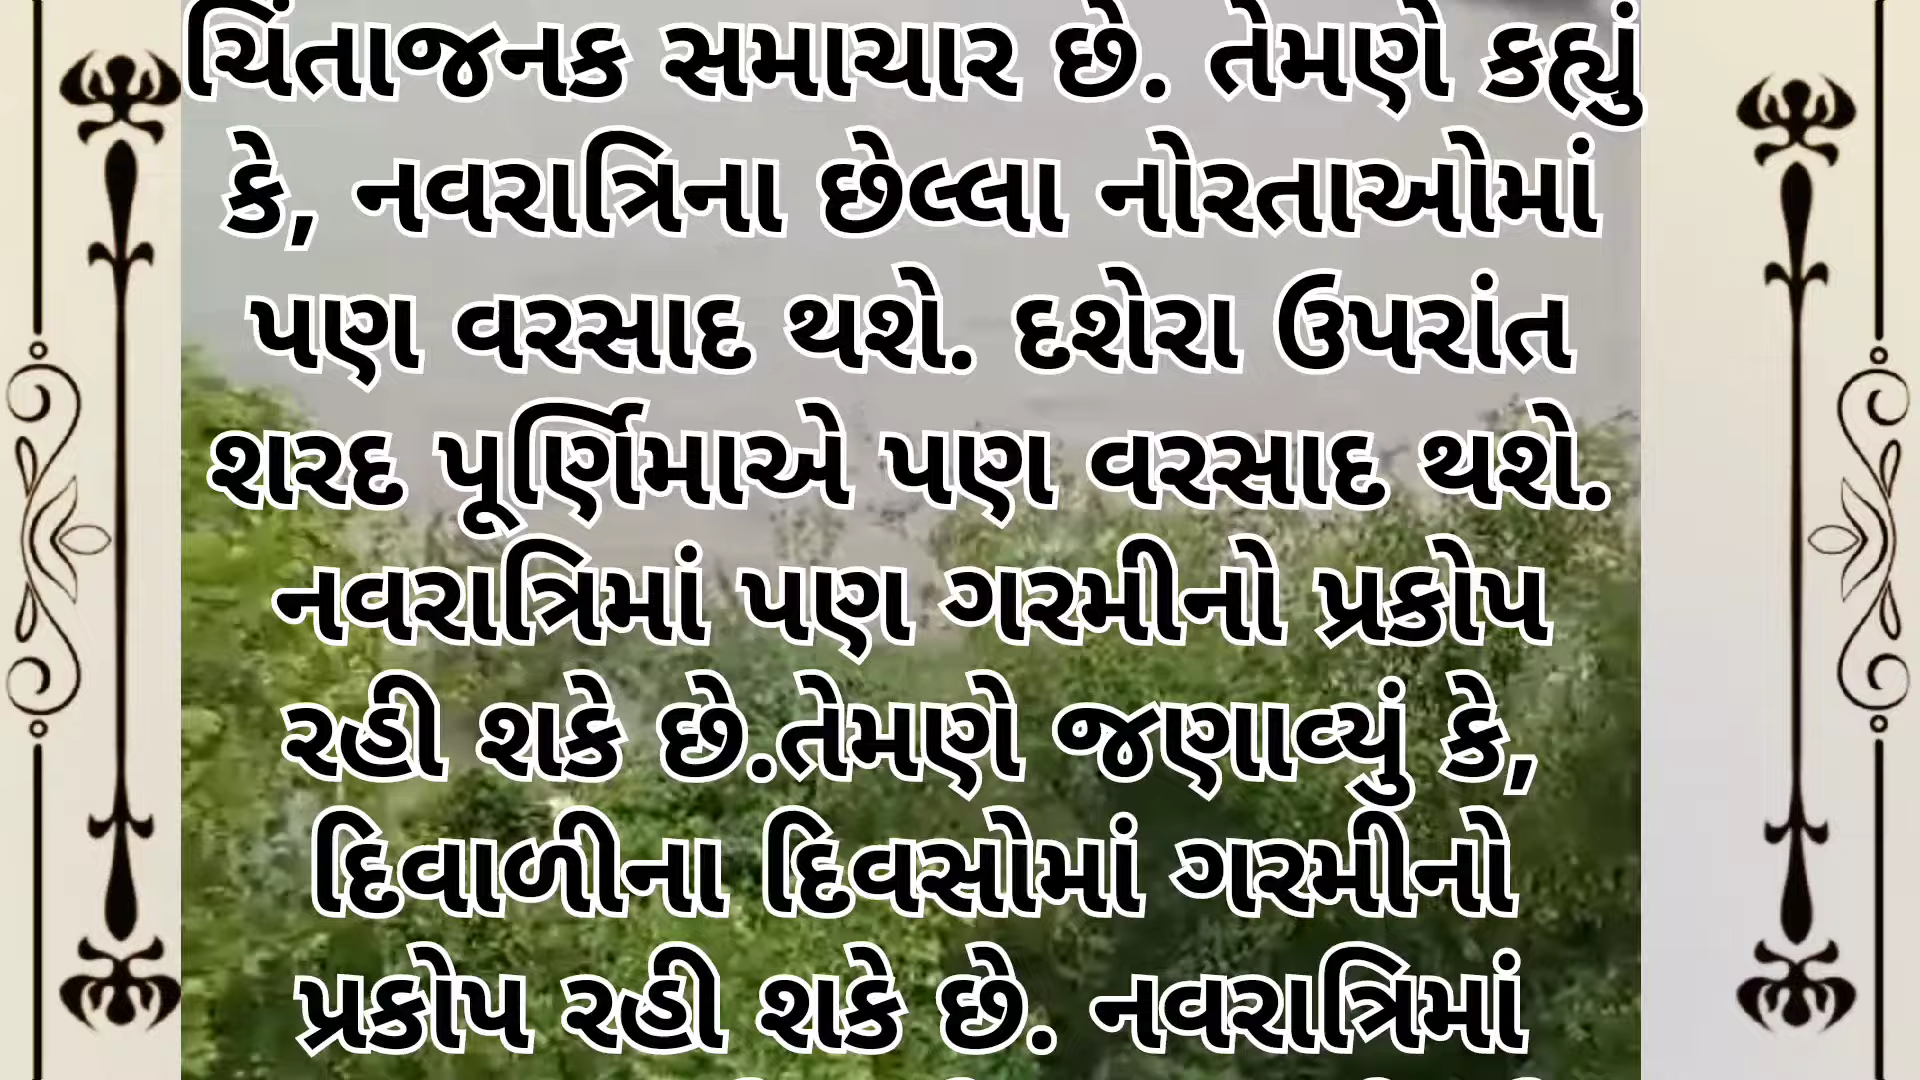 ચિંતાજનક સમાચાર છે. તેમણે કહ્યું
કે, નવરાત્રિના છેલ્લા નોરતાઓમાં
પણ વરસાદ થશે. દશેરા ઉપરાંત
શરદ પૂર્ણિમાએ પણ વરસાદ થશે.
નવરાત્રિમાં પણ ગરમીનો પ્રકોપ
રહી શકે છે.તેમણે જણાવ્યું કે,
દિવાળીના દિવસોમાં ગરમીનો
પ્રકોપ રહી શકે છે. નવરાત્રિમાં